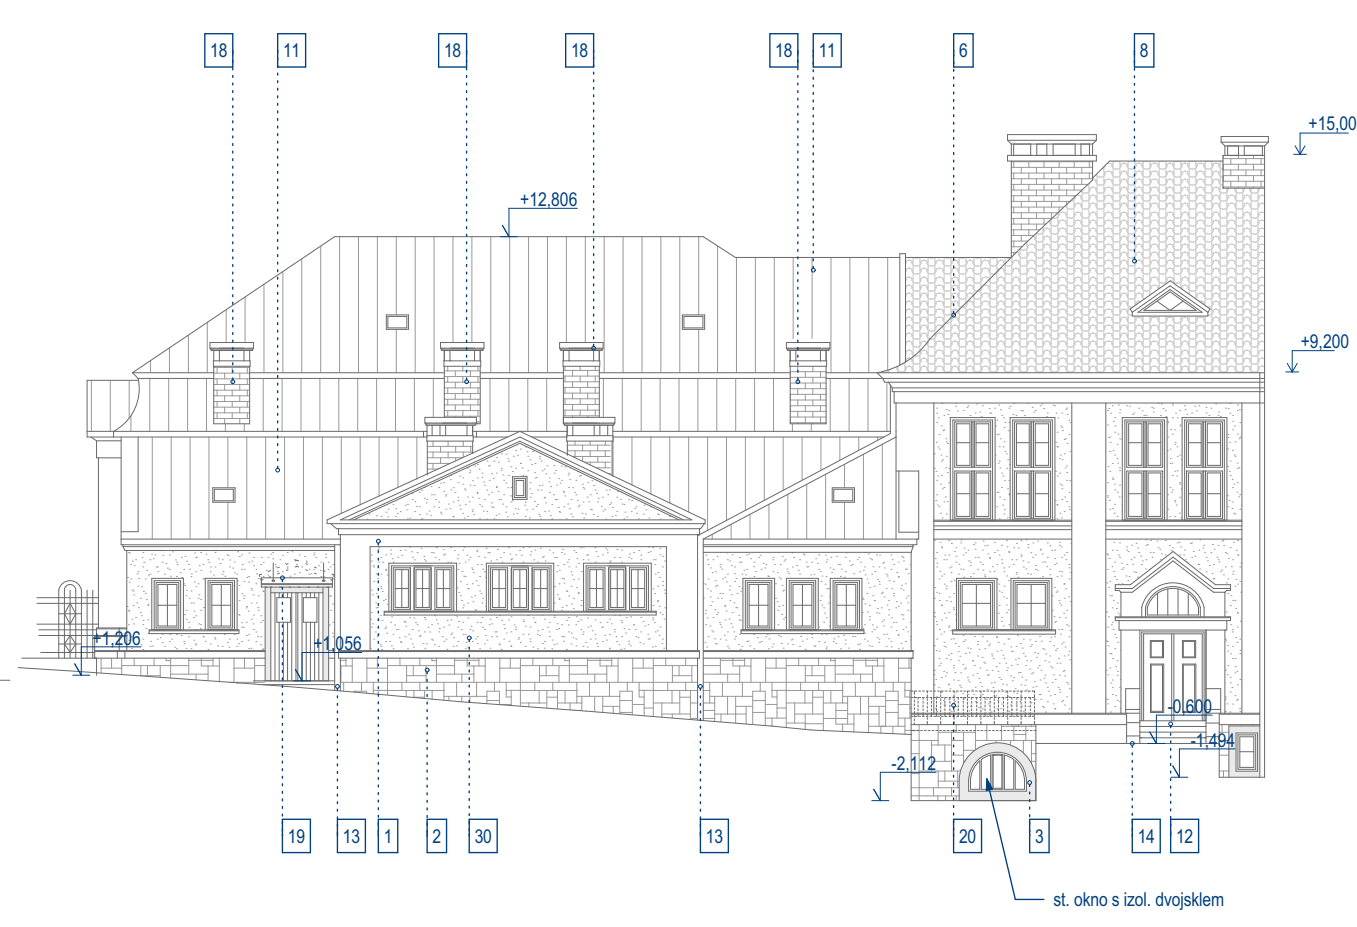 18 11 18 18 18 11 6 8
+15,00
+12,806
+9,200
+1,206
+1,056
-0,600
-1,494
-2,112
19 13 1 2 30 13 20 3 14 12
st. okno s izol. dvojsklem